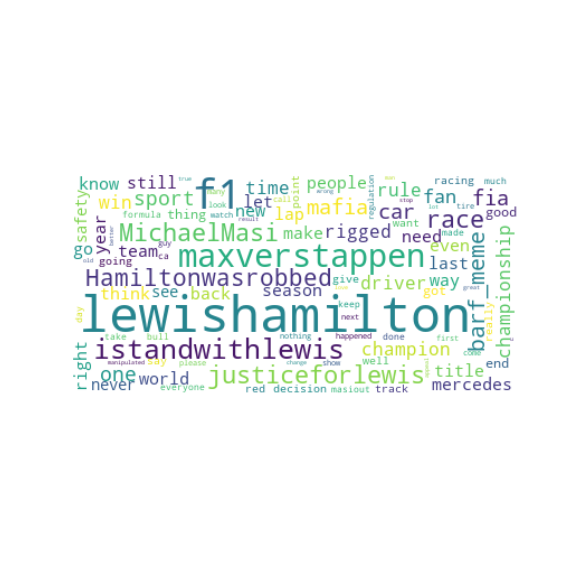 know still f1 time people rule fan fia
safety win sport new let mafia car race good
year thing formula lap rigged need even
MichaelMasi make
go team maxverstappen last
going Hamiltonwasrobbed give driver way
think see back season got
lewishamilton
day keep
take bull nothing next happened done first
istandwithlewis champion
right say please change show well come end
one world justiceforlewis title
never everyone red decision masiout track mercedes
barf_meme
championship
really
regulation
point
racing much
want made tire
many look watch call
true
wrong
stop
result
guy
ca
old
great
manipulated